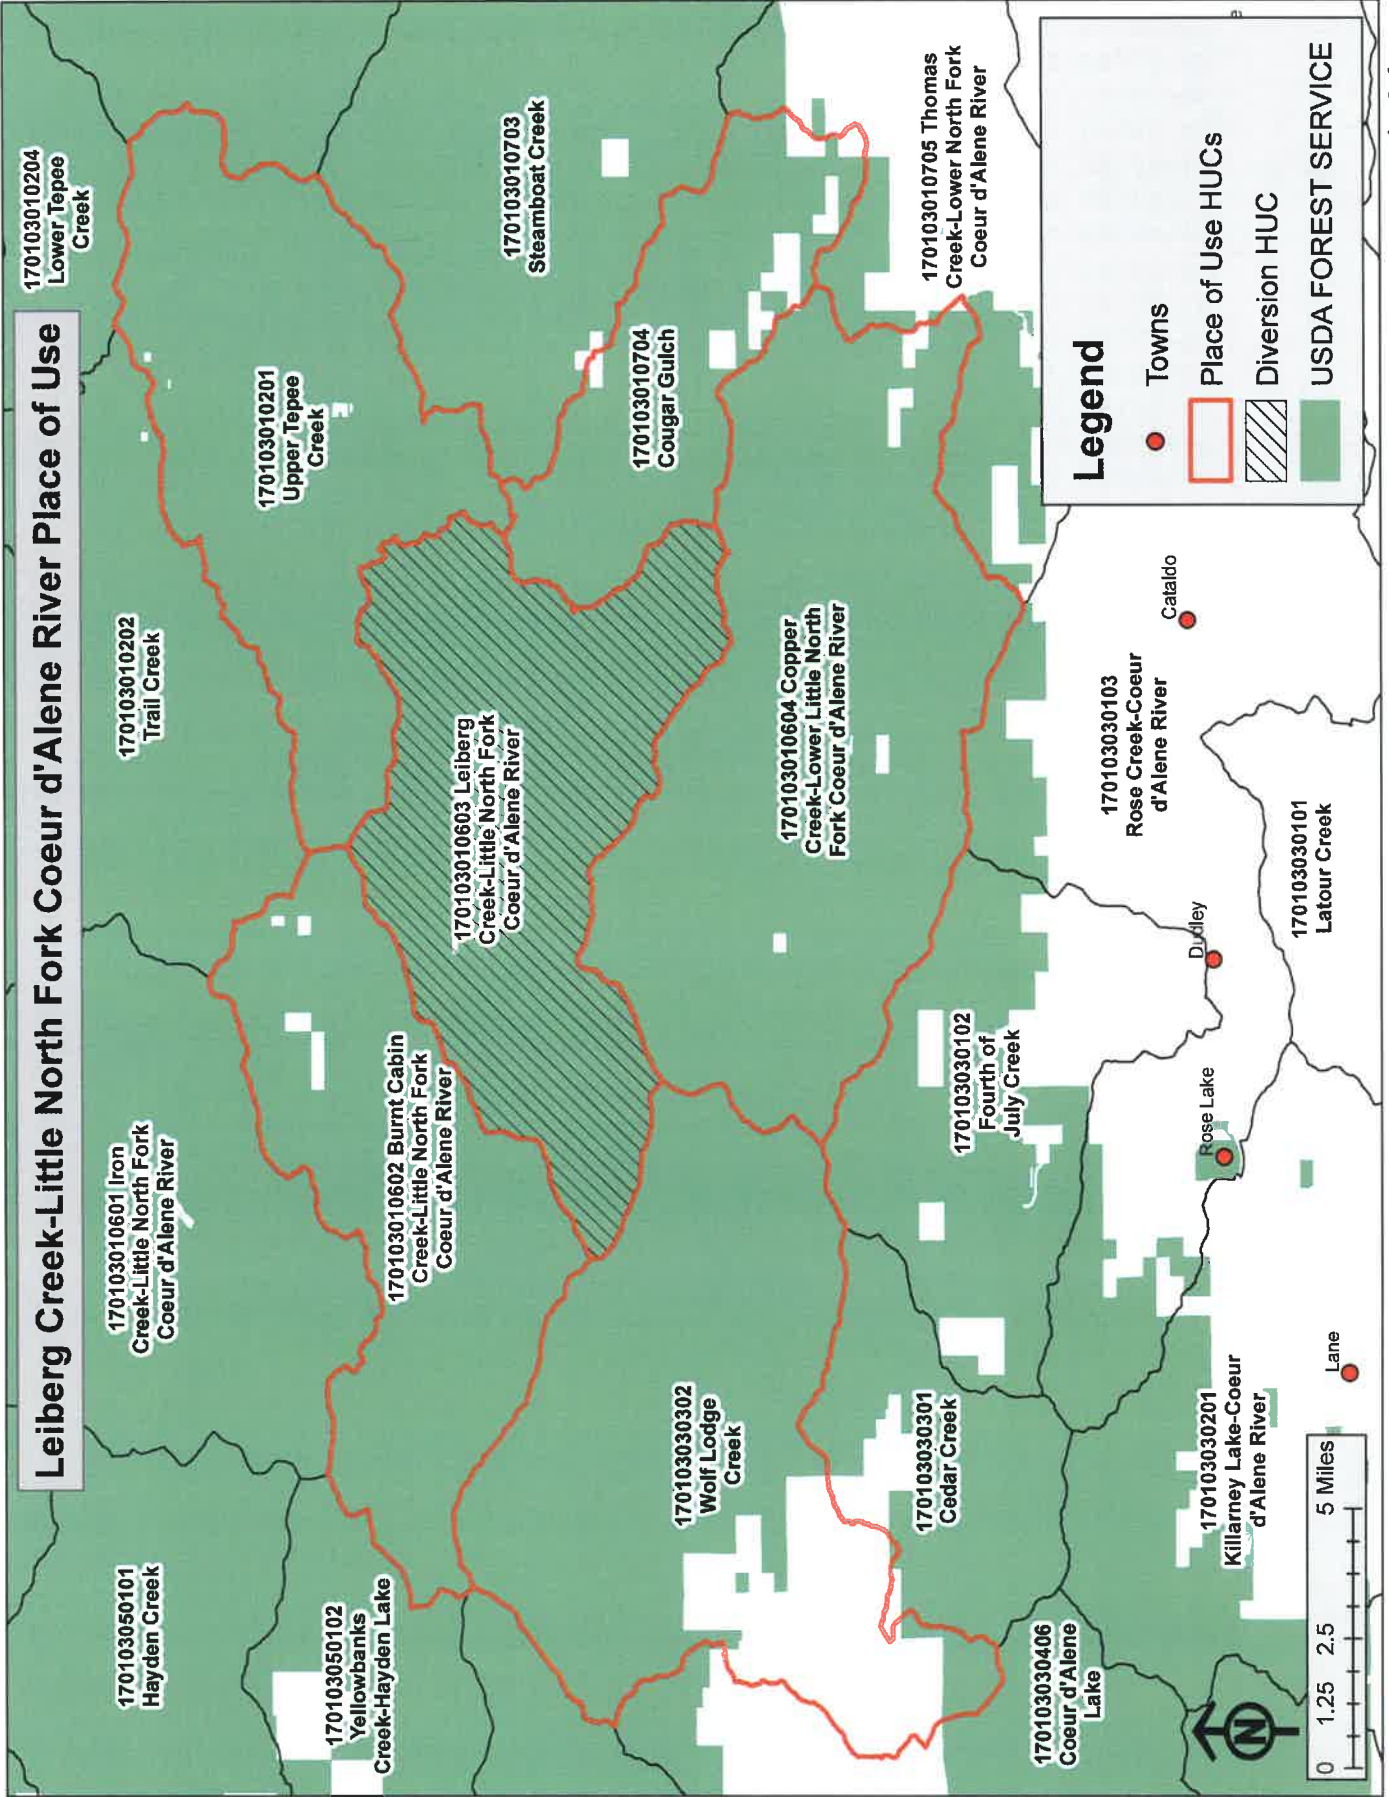 Leiberg Creek-Little North Fork Coeur d'Alene River Place of Use
170103010204
Lower Tepee
Creek
170103010202
Trail Creek
170103010601 Iron
Creek-Little North Fork
Coeur d'Alene River
170103050101
Hayden Creek
170103010201
Upper Tepee
Creek
170103050102
Yellowbanks
Creek-Hayden Lake
170103010602 Burnt Cabin
Creek-Little North Fork
Coeur d'Alene River
170103010603 Leiberg
Creek-Little North Fork
Coeur d'Alene River
170103010703
Steamboat Creek
170103010704
Cougar Gulch
170103030302
Wolf Lodge
Creek
170103010604 Copper
Creek-Lower Little North
Fork Coeur d'Alene River
170103010705 Thomas
Creek-Lower North Fork
Coeur d'Alene River
170103030301
Cedar Creek
170103030102
Fourth of
July Creek
170103030406
Coeur d'Alene
Lake
170103030103
Rose Creek-Coeur
d'Alene River
Cataldo
Dudley
Rose Lake
170103030201
Killarney Lake-Coeur
d'Alene River
170103030101
Latour Creek
Lane
Legend
Towns
Place of Use HUCs
Diversion HUC
USDA FOREST SERVICE
N
0 1.25 2.5 5 Miles